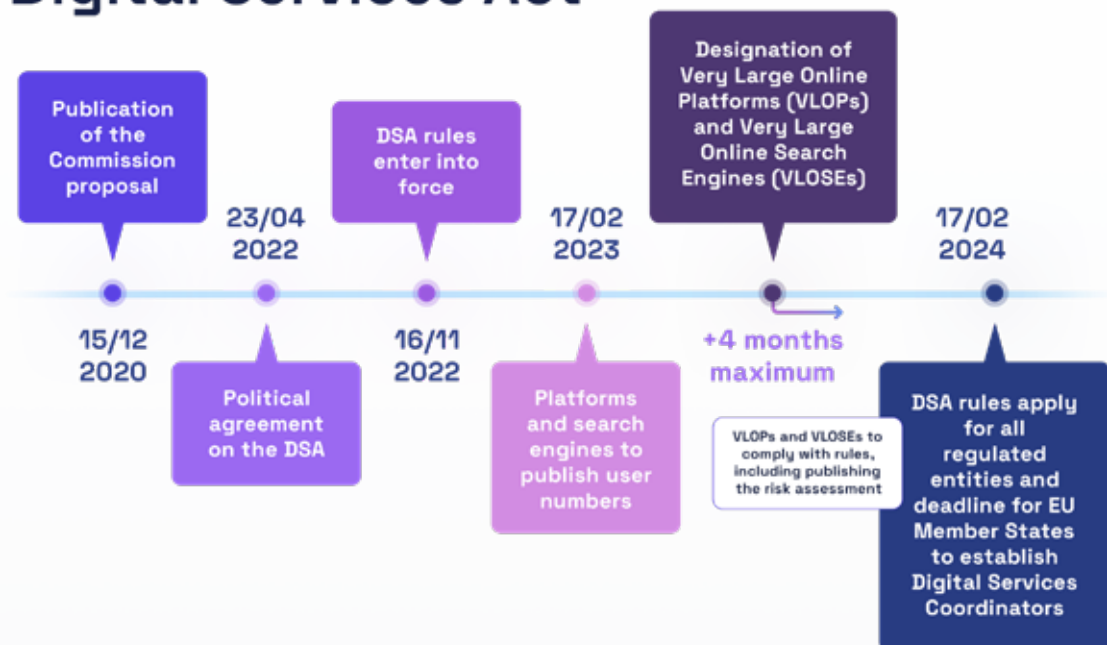 Digital Services Act
Publication
of the
Commission
proposal
15/12
2020
23/04
2022
Political
agreement
on the DSA
DSA rules
enter into
force
16/11
2022
17/02
2023
Platforms
and search
engines to
publish user
numbers
Designation of
Very Large Online
Platforms (VLOPs)
and Very Large
Online Search
Engines (VLOSEs)
+4 months
maximum
VLOPs and VLOSEs to
comply with rules,
including publishing
the risk assessment
17/02
2024
DSA rules apply
for all
regulated
entities and
deadline for EU
Member States
to establish
Digital Services
Coordinators